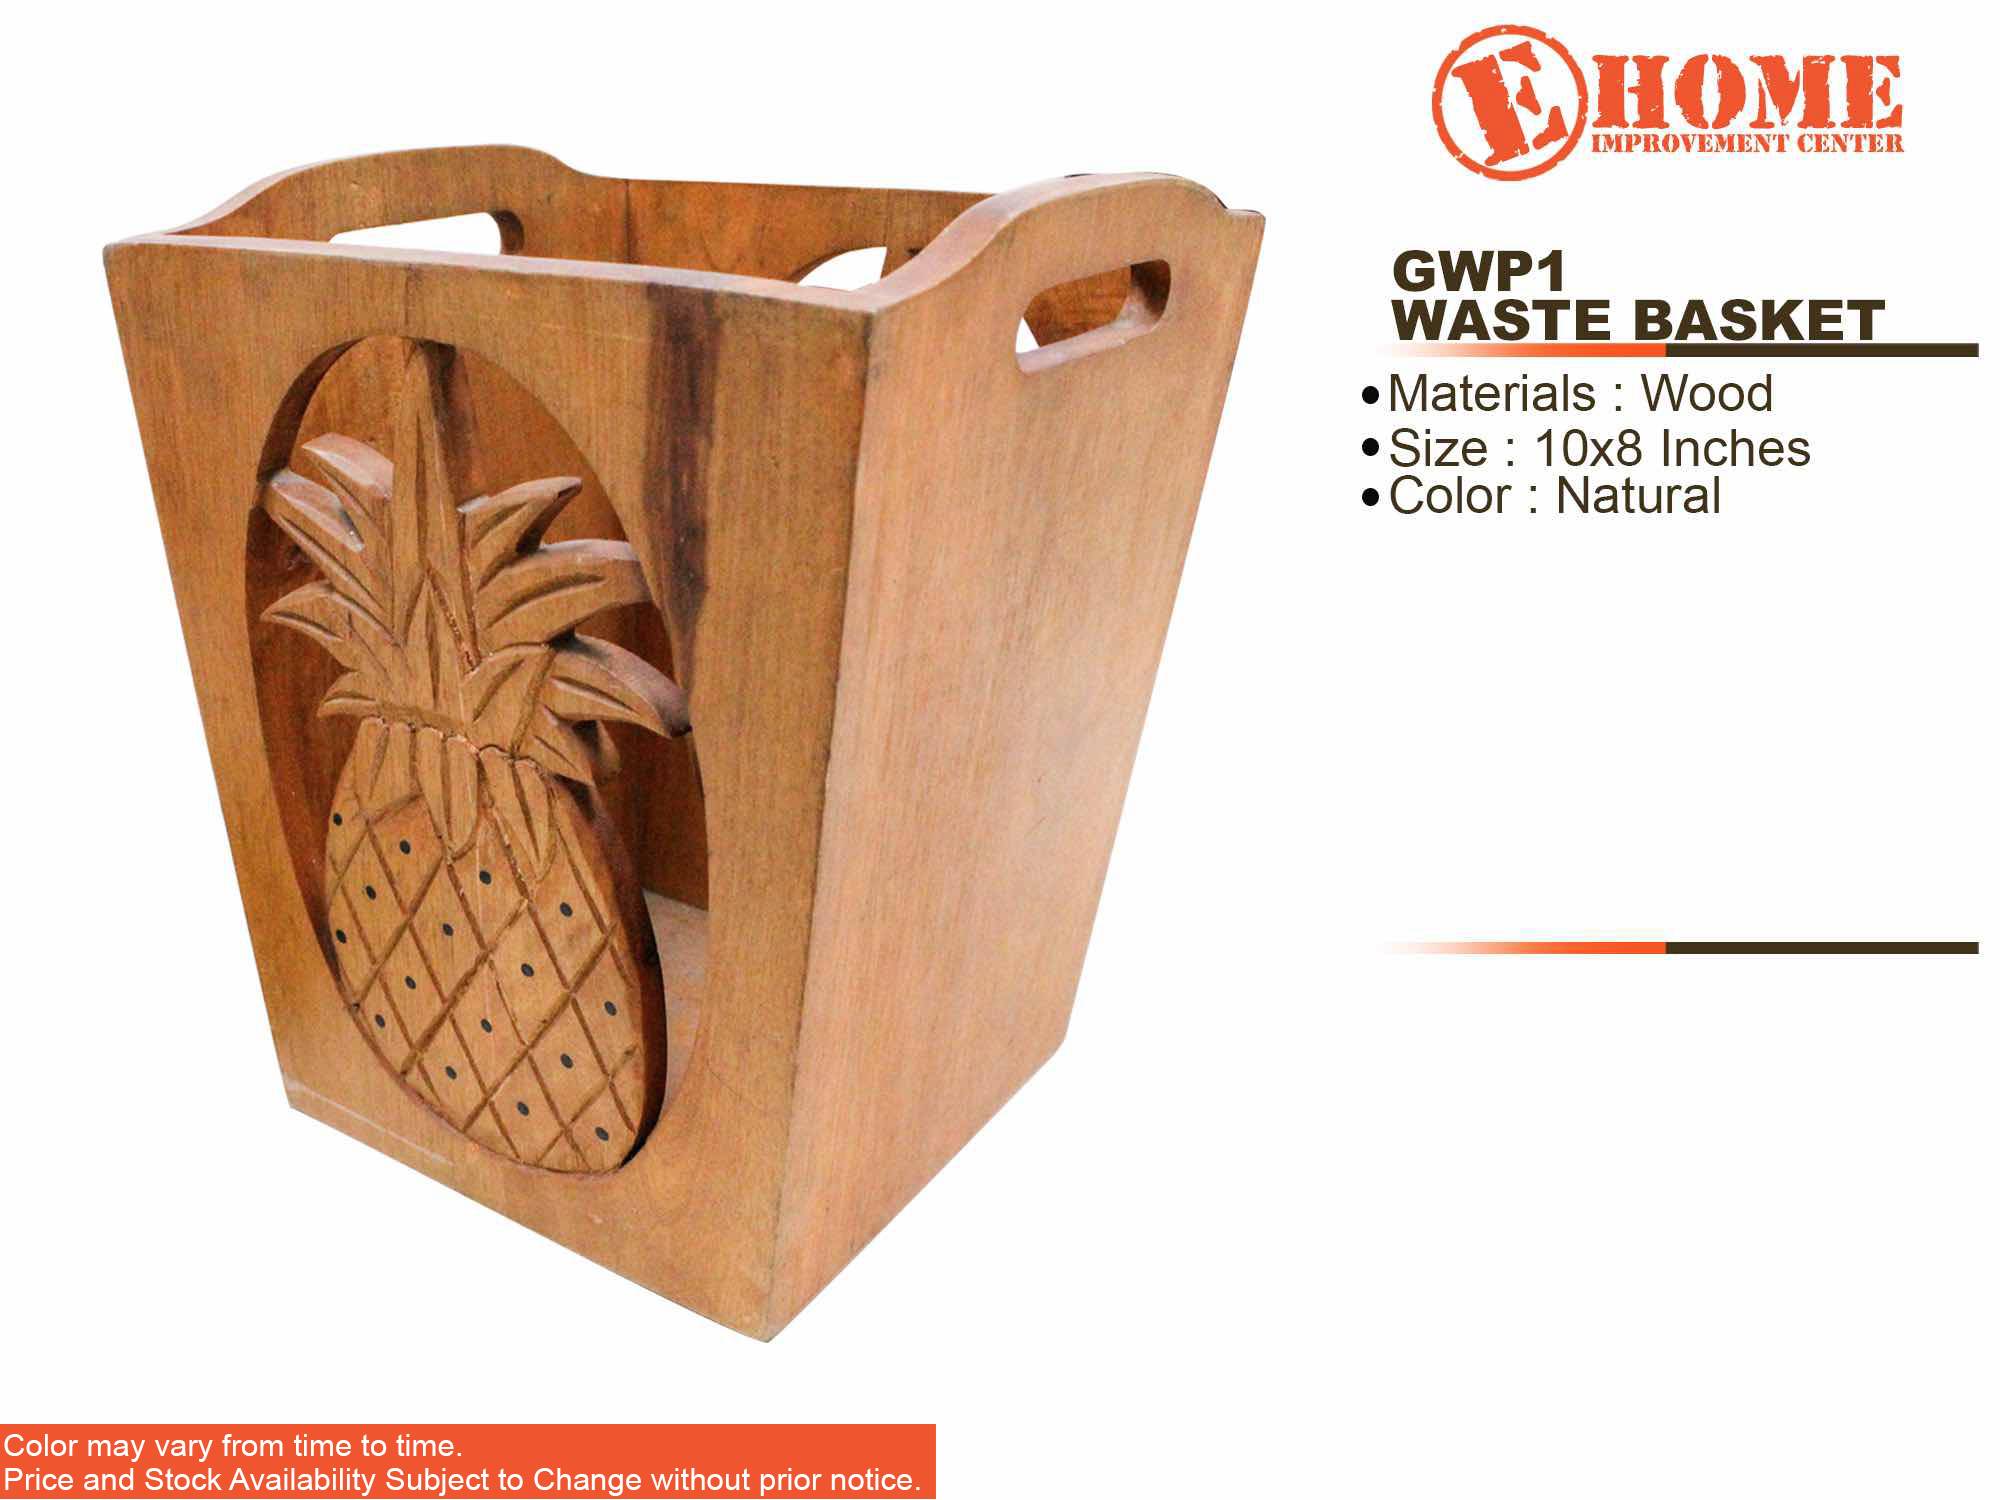 E HOME
IMPROVEMENT CENTER
GWP1
WASTE BASKET
•Materials : Wood
•Size : 10x8 Inches
•Color : Natural
Color may vary from time to time.
Price and Stock Availability Subject to Change without prior notice.